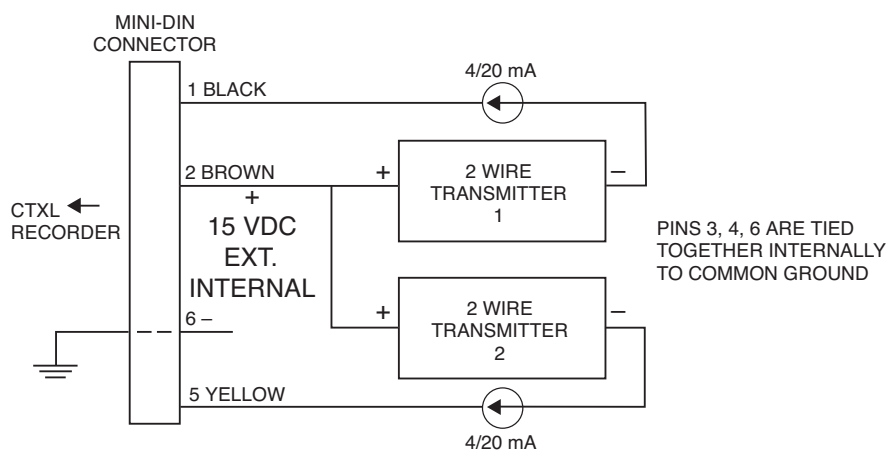 MINI-DIN
CONNECTOR
4/20 mA
1 BLACK
2 BROWN
+
15 VDC
EXT.
INTERNAL
+
2 WIRE
TRANSMITTER
1
–
CTXL
RECORDER
PINS 3, 4, 6 ARE TIED
TOGETHER INTERNALLY
TO COMMON GROUND
+
2 WIRE
TRANSMITTER
2
–
6 –
5 YELLOW
4/20 mA